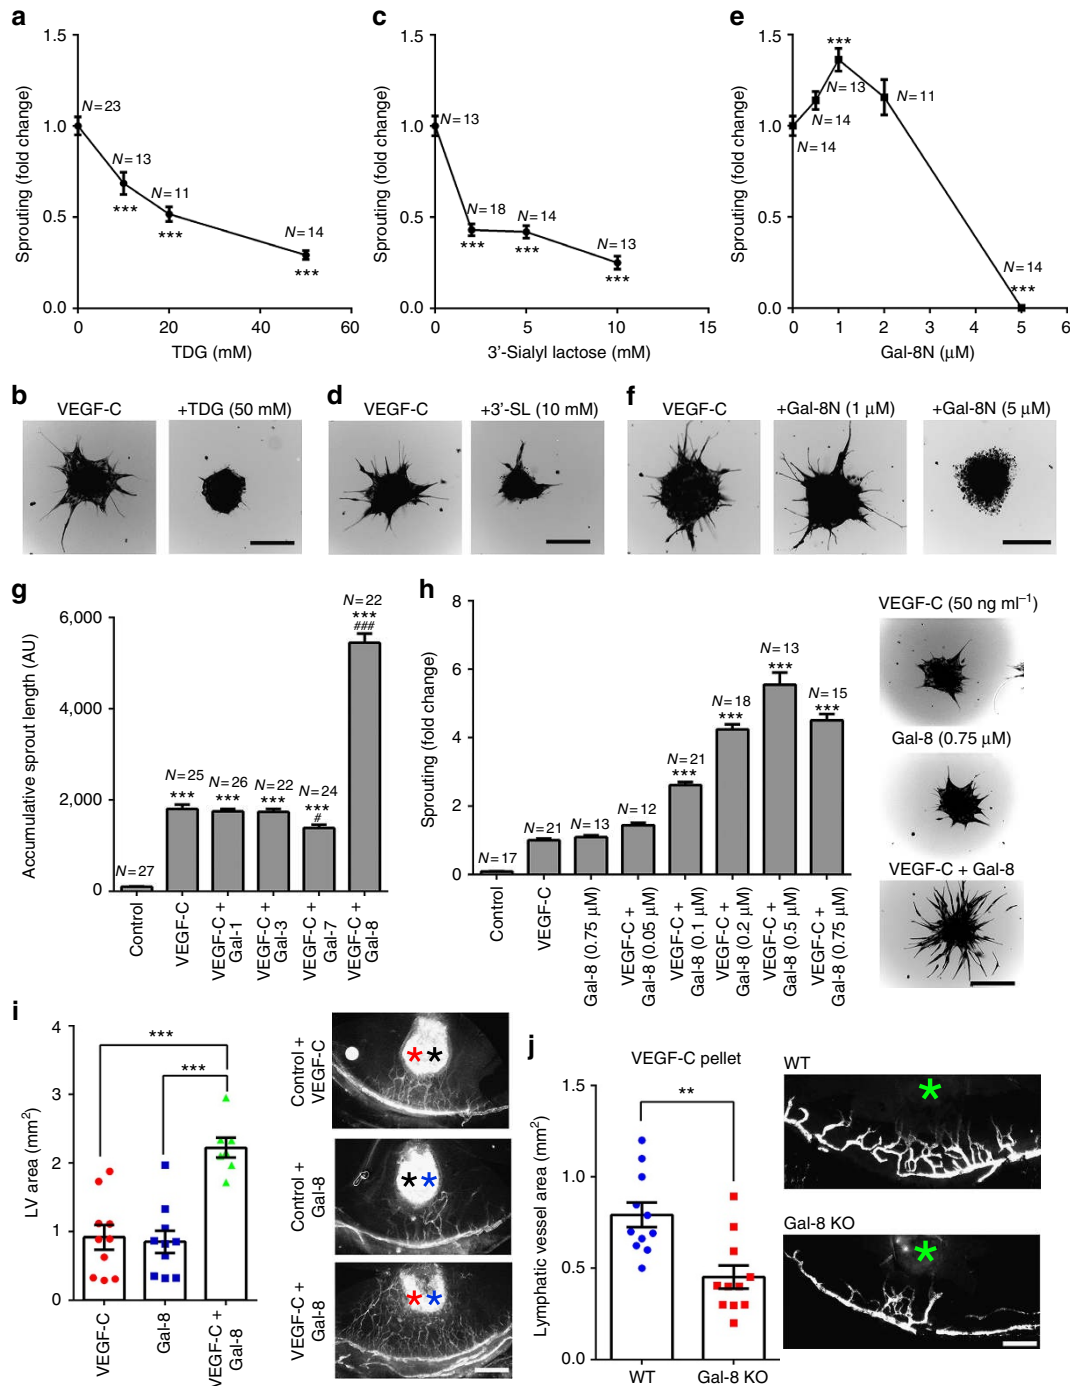 a
1.5
1.0
0.5
0.0
Sprouting (fold change)
N=23
N=13
***
N=11
***
N=14
***
0
20
40
60
TDG (mM)
c
1.5
1.0
0.5
0.0
Sprouting (fold change)
N=13
N=18
***
N=14
***
N=13
***
0
5
10
15
3'-Sialyl lactose (mM)
e
1.5
1.0
0.5
0.0
Sprouting (fold change)
***
N=13
N=11
N=14
N=14
N=14
***
0
1
2
3
4
5
6
Gal-8N (μM)
b
VEGF-C
+TDG (50 mM)
d
VEGF-C
+3'-SL (10 mM)
f
VEGF-C
+Gal-8N (1 μM)
+Gal-8N (5 μM)
g
6,000
4,000
2,000
0
Accumulative sprout length (AU)
N=27
N=25
***
N=26
***
N=22
***
N=24
***
#
N=22
***
###
Control
VEGF-C
VEGF-C +
Gal-1
VEGF-C +
Gal-3
VEGF-C +
Gal-7
VEGF-C +
Gal-8
h
8
6
4
2
0
Sprouting (fold change)
N=17
N=21
N=13
N=12
N=21
***
N=18
***
N=13
***
N=15
***
Control
VEGF-C
Gal-8 (0.75 μM)
VEGF-C +
Gal-8 (0.05 μM)
VEGF-C +
Gal-8 (0.1 μM)
VEGF-C +
Gal-8 (0.2 μM)
VEGF-C +
Gal-8 (0.5 μM)
VEGF-C +
Gal-8 (0.75 μM)
VEGF-C (50 ng ml⁻¹)
Gal-8 (0.75 μM)
VEGF-C + Gal-8
i
4
3
2
1
0
LV area (mm²)
***
***
VEGF-C
Gal-8
VEGF-C +
Gal-8
Control +
VEGF-C
* *
Control +
Gal-8
* *
VEGF-C +
Gal-8
* *
j
VEGF-C pellet
1.5
1.0
0.5
0.0
Lymphatic vessel area (mm²)
**
WT
Gal-8 KO
WT
*
Gal-8 KO
*